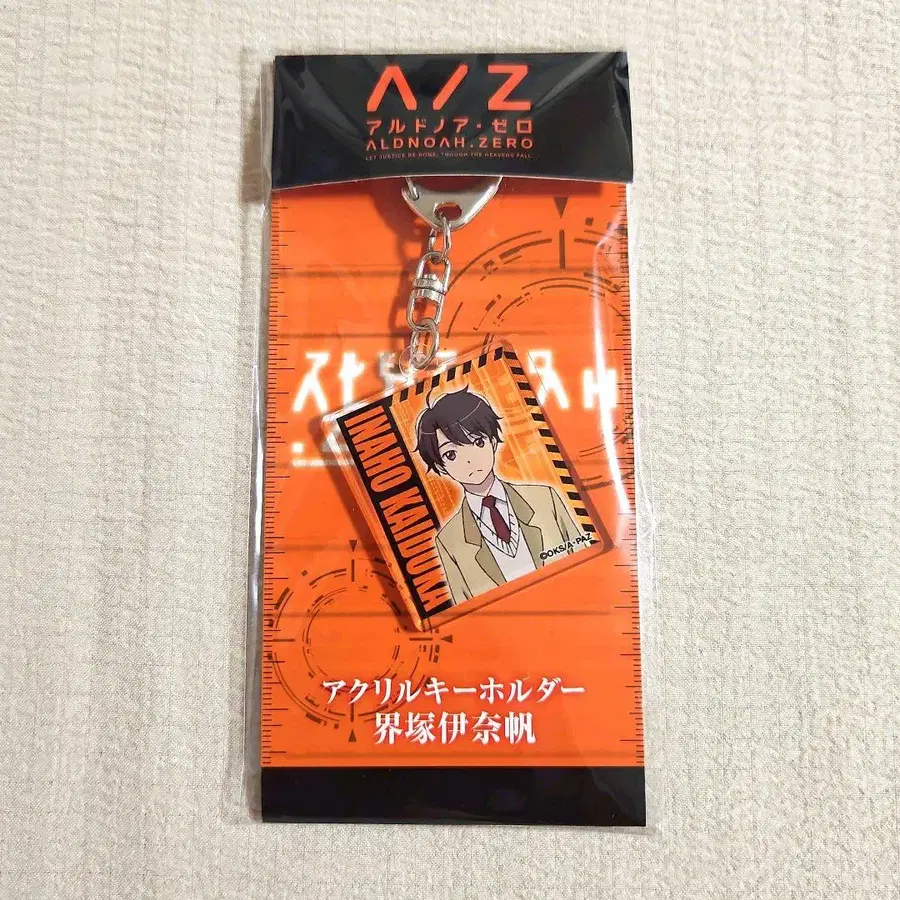 Λ/Z
アルドノア・ゼロ
ALDNOAH.ZERO
LET JUSTICE BE DONE, THOUGH THE HEAVENS FALL.
INAHO KAIDUKA
©OKS/A・PAZ
アクリルキーホルダー
界塚伊奈帆